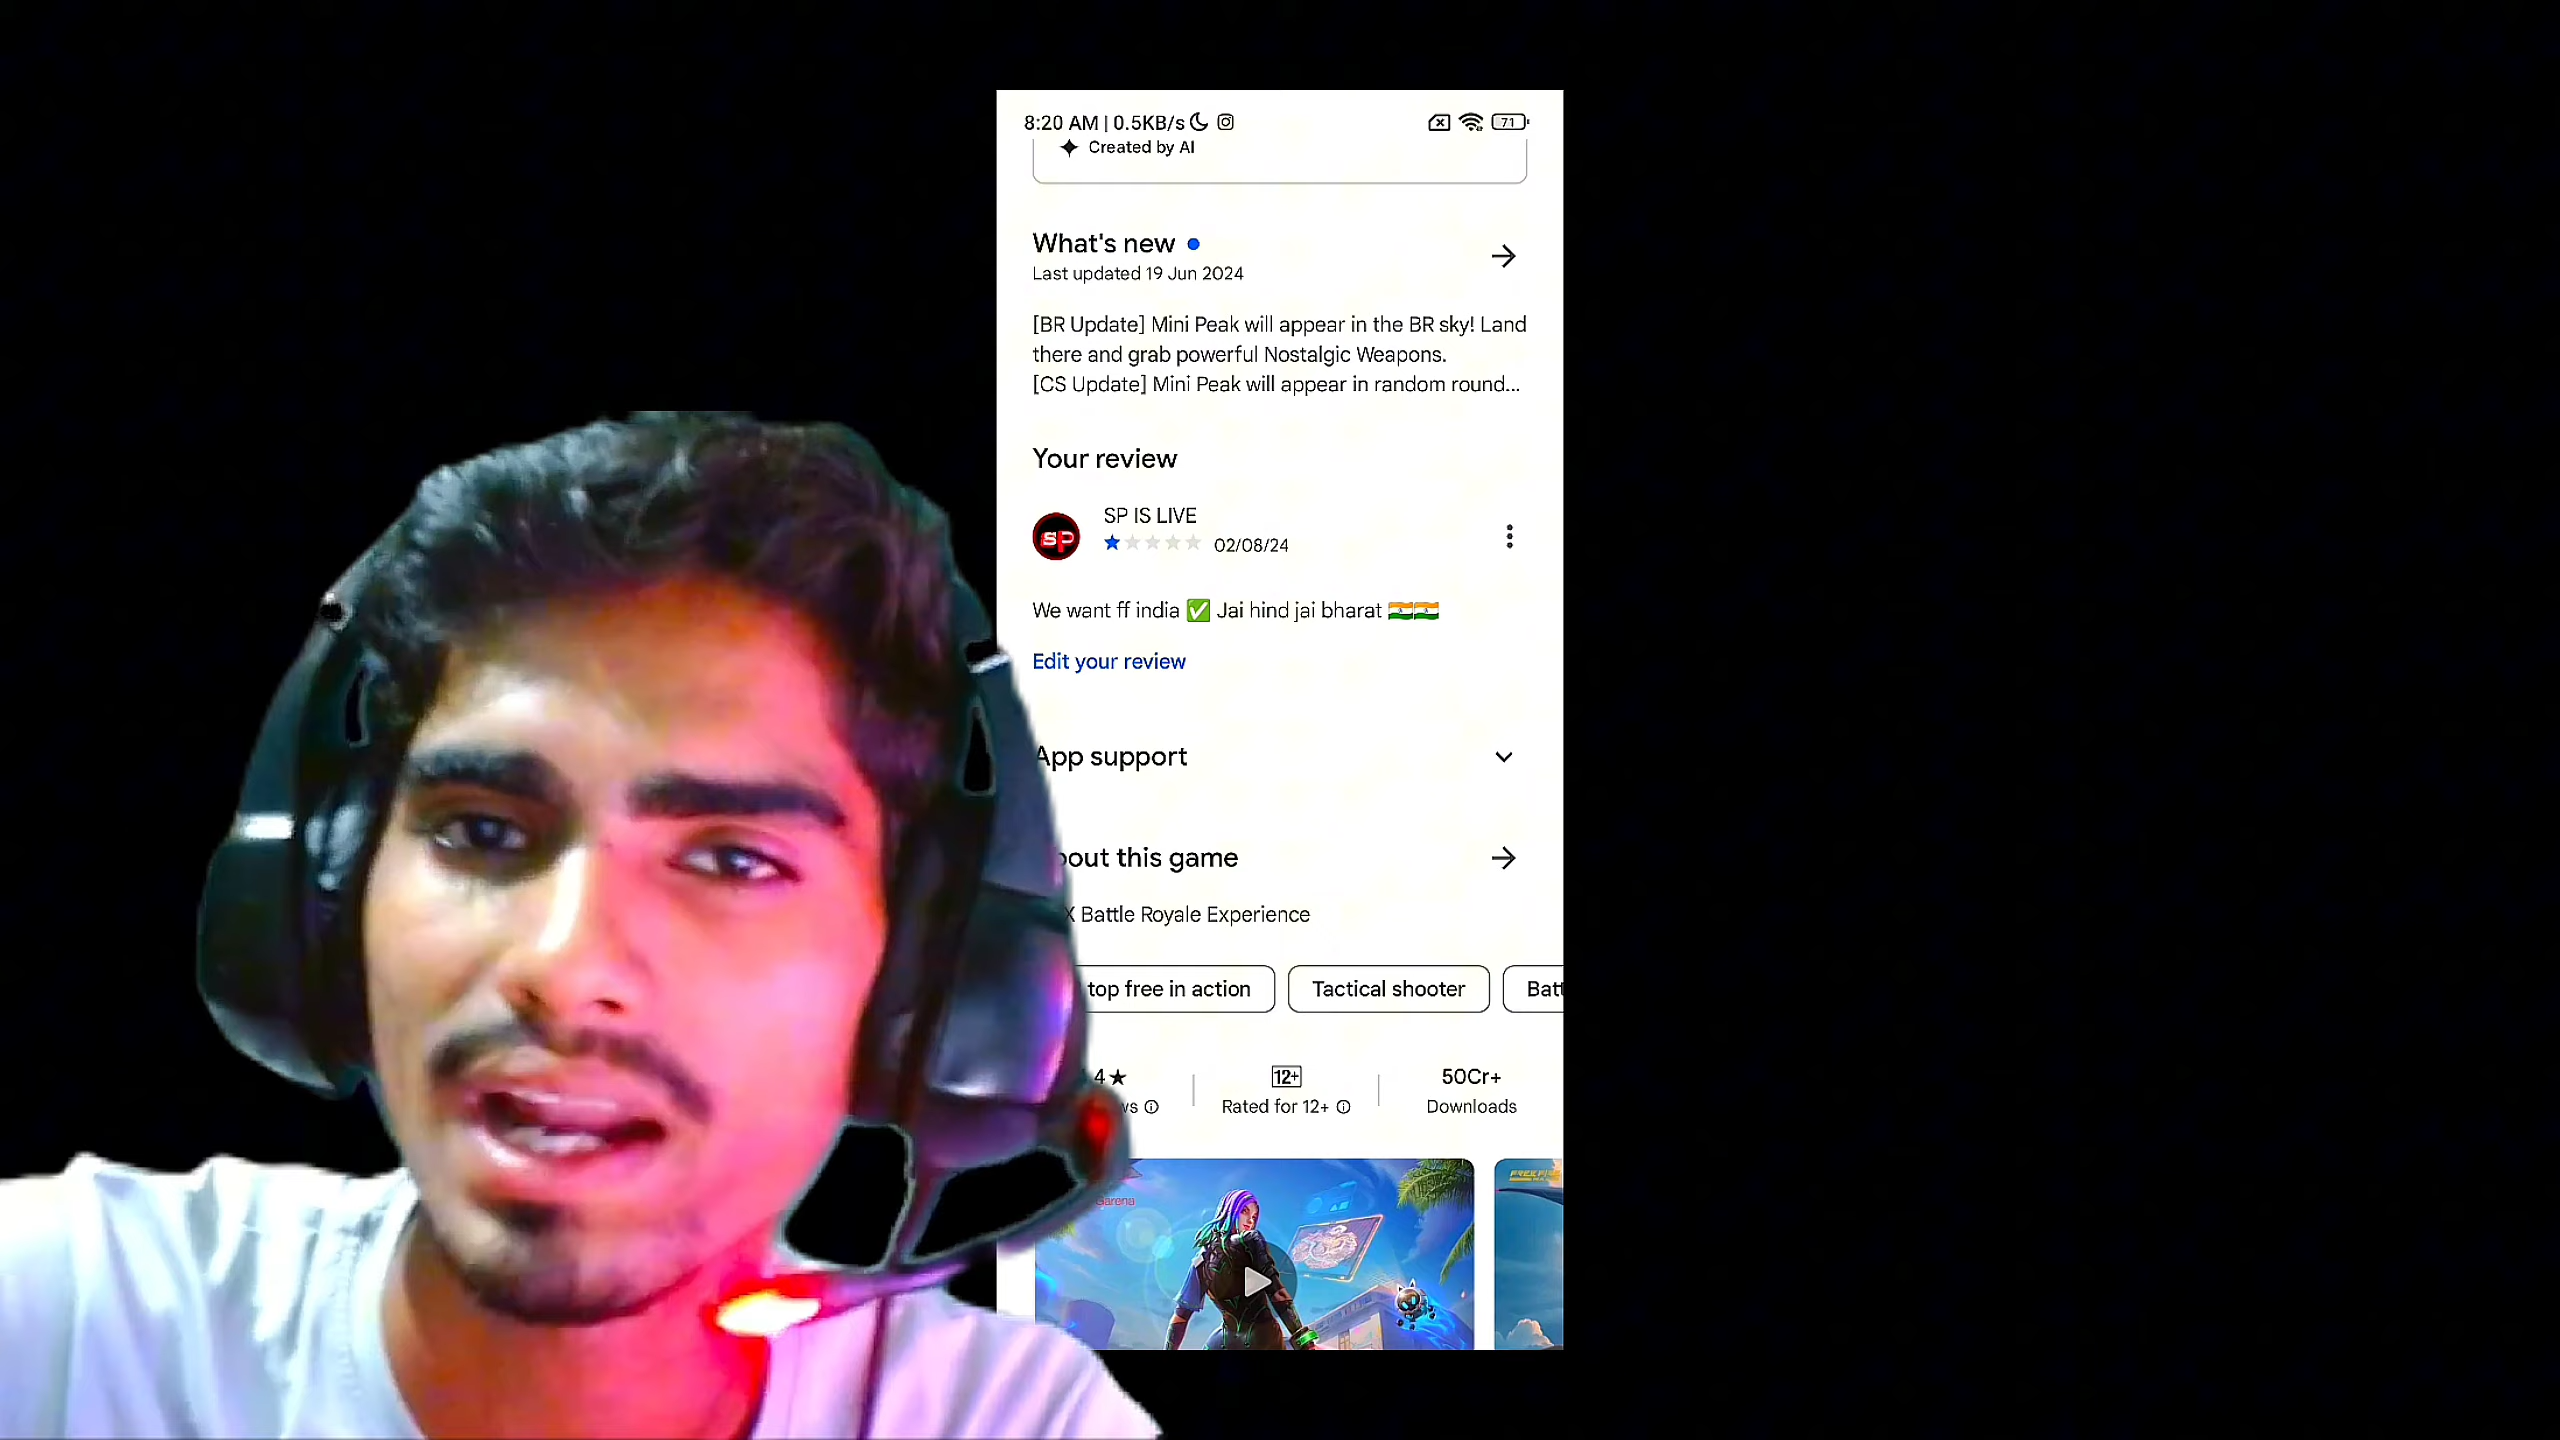 8:20 AM | 0.5KB/s
71
Created by AI
What's new
Last updated 19 Jun 2024
[BR Update] Mini Peak will appear in the BR sky! Land
there and grab powerful Nostalgic Weapons.
[CS Update] Mini Peak will appear in random round...
Your review
SP IS LIVE
sp
02/08/24
We want ff india ✅ Jai hind jai bharat 🇮🇳🇮🇳
Edit your review
App support
About this game
X Battle Royale Experience
top free in action
Tactical shooter
4★
12+
50Cr+
Rated for 12+
Downloads
Garena